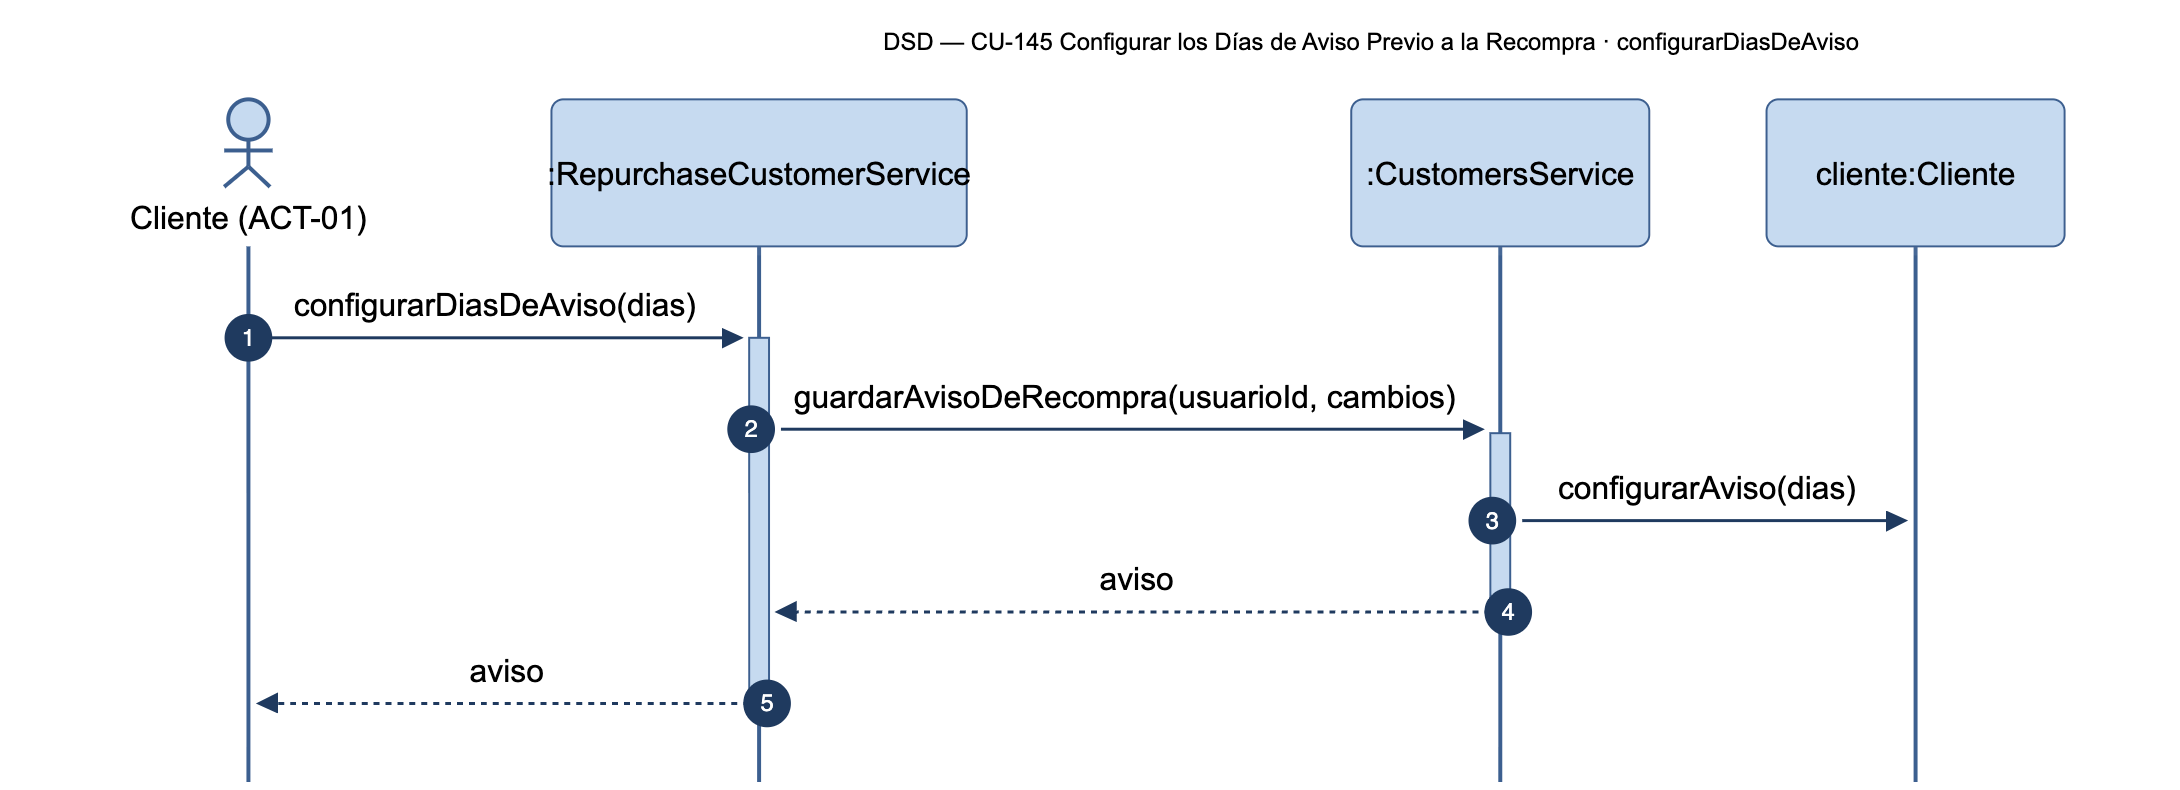 DSD — CU-145 Configurar los Días de Aviso Previo a la Recompra · configurarDiasDeAviso
Cliente (ACT-01)
:RepurchaseCustomerService
:CustomersService
cliente:Cliente
configurarDiasDeAviso(dias)
1
guardarAvisoDeRecompra(usuarioId, cambios)
2
configurarAviso(dias)
3
aviso
4
aviso
5